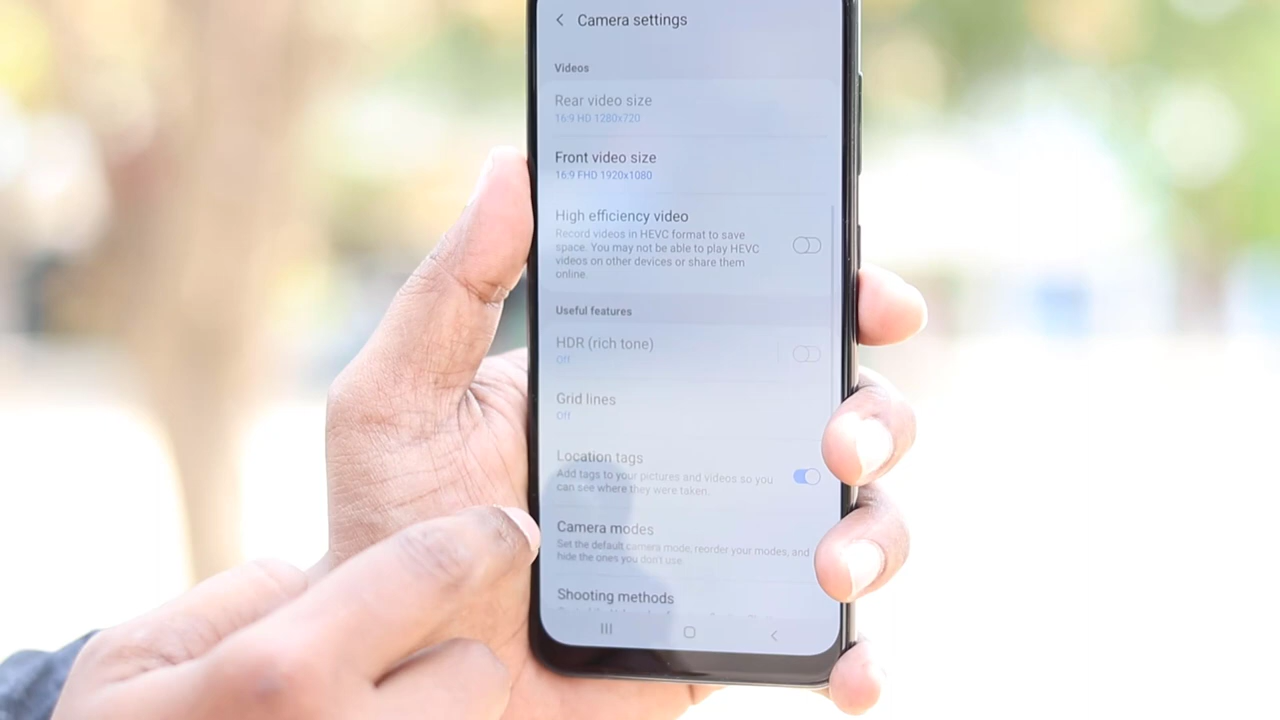 Camera settings
Videos
Rear video size
16:9 HD 1280x720
Front video size
16:9 FHD 1920x1080
High efficiency video
Record videos in HEVC format to save
space. You may not be able to play HEVC
videos on other devices or share them
online.
Useful features
HDR (rich tone)
Off
Grid lines
Off
Location tags
Add tags to your pictures and videos so you
can see where they were taken.
Camera modes
Set the default camera mode, reorder your modes, and
hide the ones you don't use.
Shooting methods